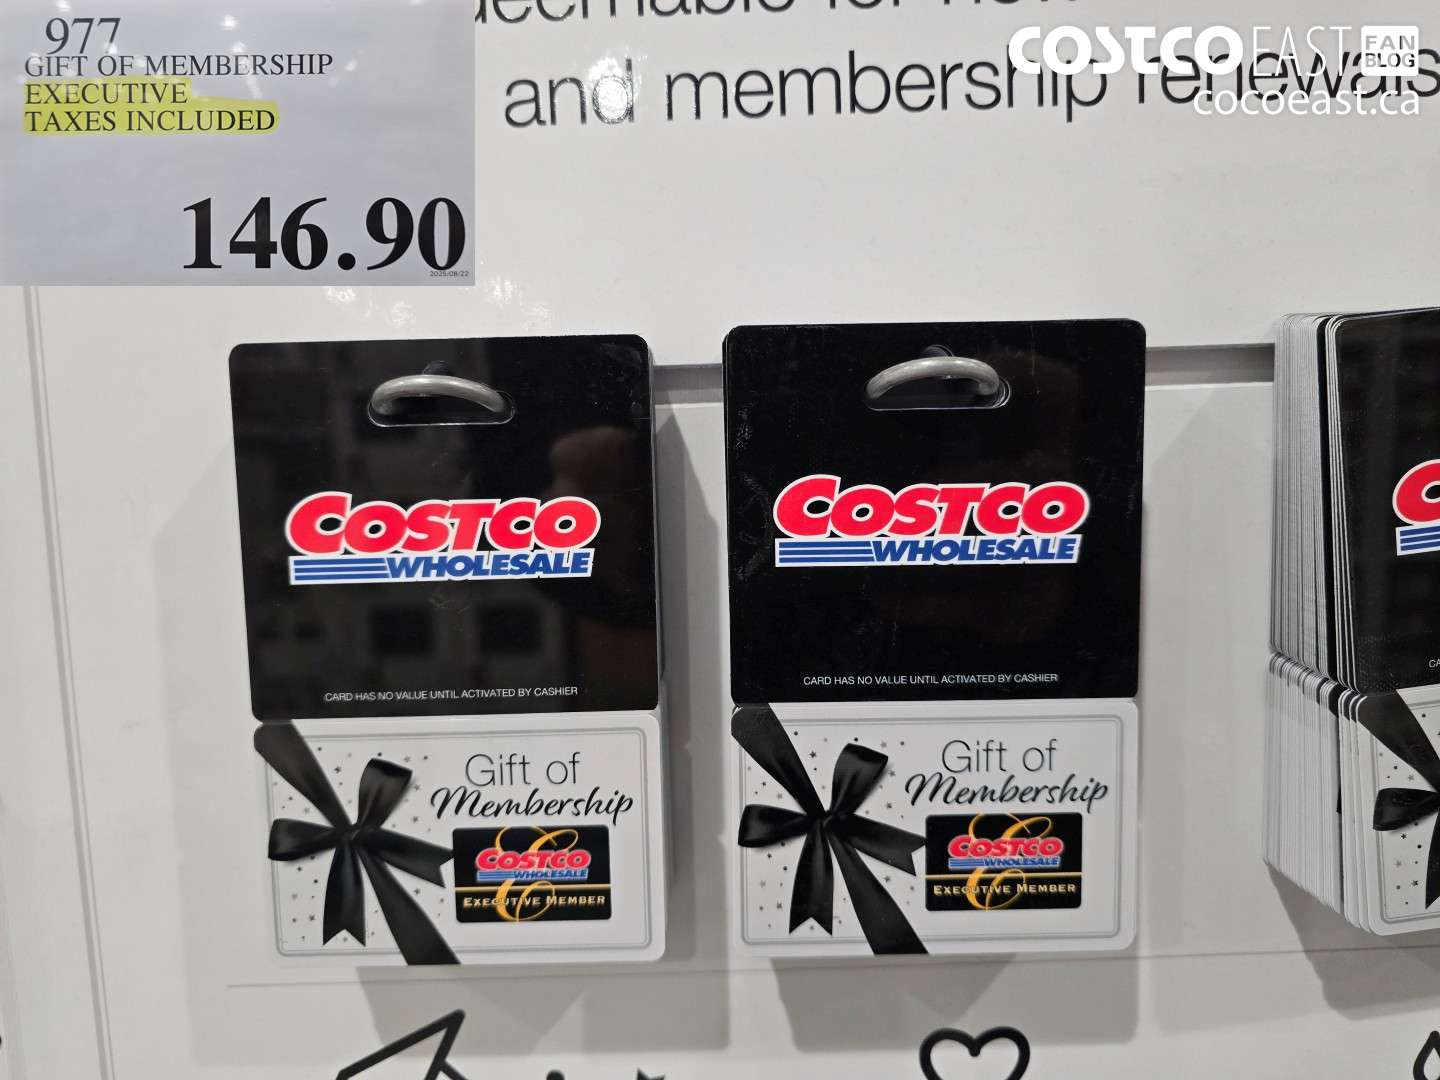 977
GIFT OF MEMBERSHIP
EXECUTIVE
TAXES INCLUDED
146.90
2025/08/22
for
and membership renewals
COSTCO EAST FAN BLOG
cocoeast.ca
COSTCO
WHOLESALE
CARD HAS NO VALUE UNTIL ACTIVATED BY CASHIER
Gift of
Membership
COSTCO
WHOLESALE
EXECUTIVE MEMBER
COSTCO
WHOLESALE
CARD HAS NO VALUE UNTIL ACTIVATED BY CASHIER
Gift of
Membership
COSTCO
WHOLESALE
EXECUTIVE MEMBER